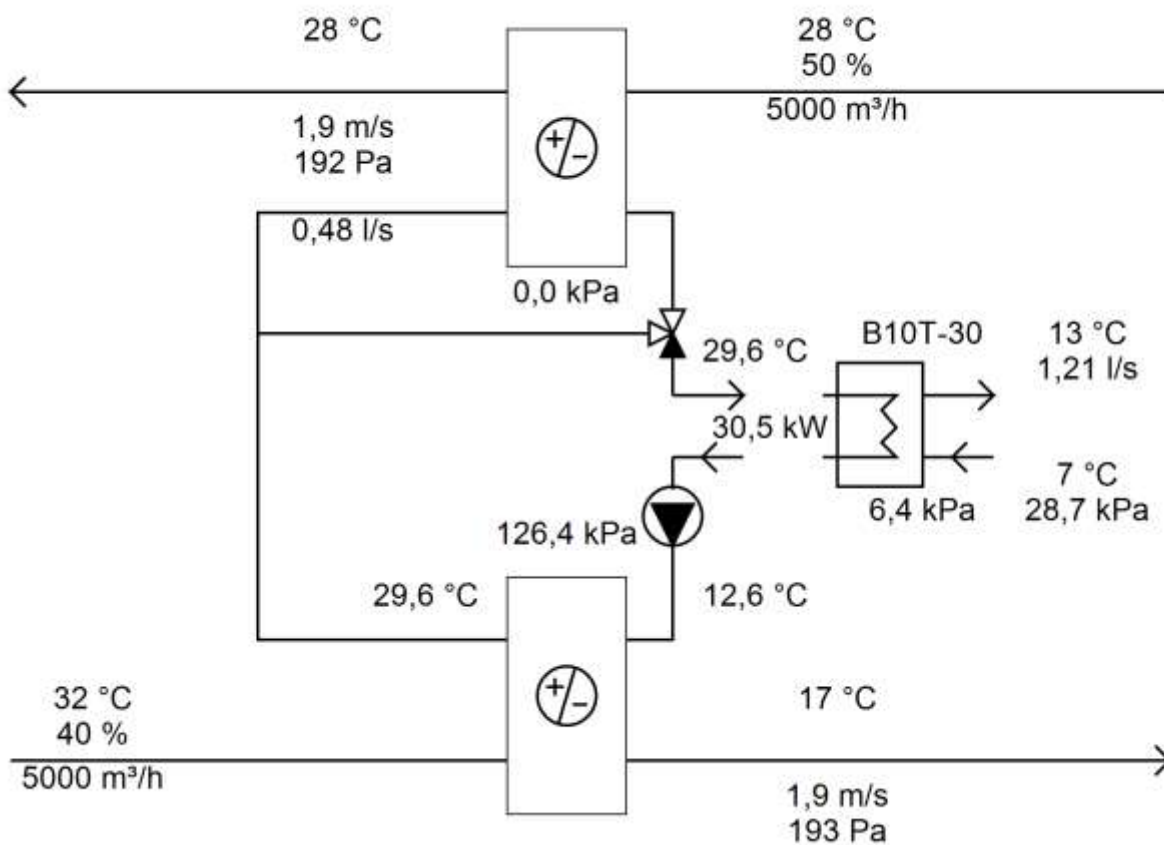 28 °C
28 °C
50 %
5000 m³/h
1,9 m/s
192 Pa
0,48 l/s
0,0 kPa
29,6 °C
B10T-30
13 °C
1,21 l/s
30,5 kW
7 °C
28,7 kPa
6,4 kPa
126,4 kPa
29,6 °C
12,6 °C
32 °C
40 %
5000 m³/h
17 °C
1,9 m/s
193 Pa